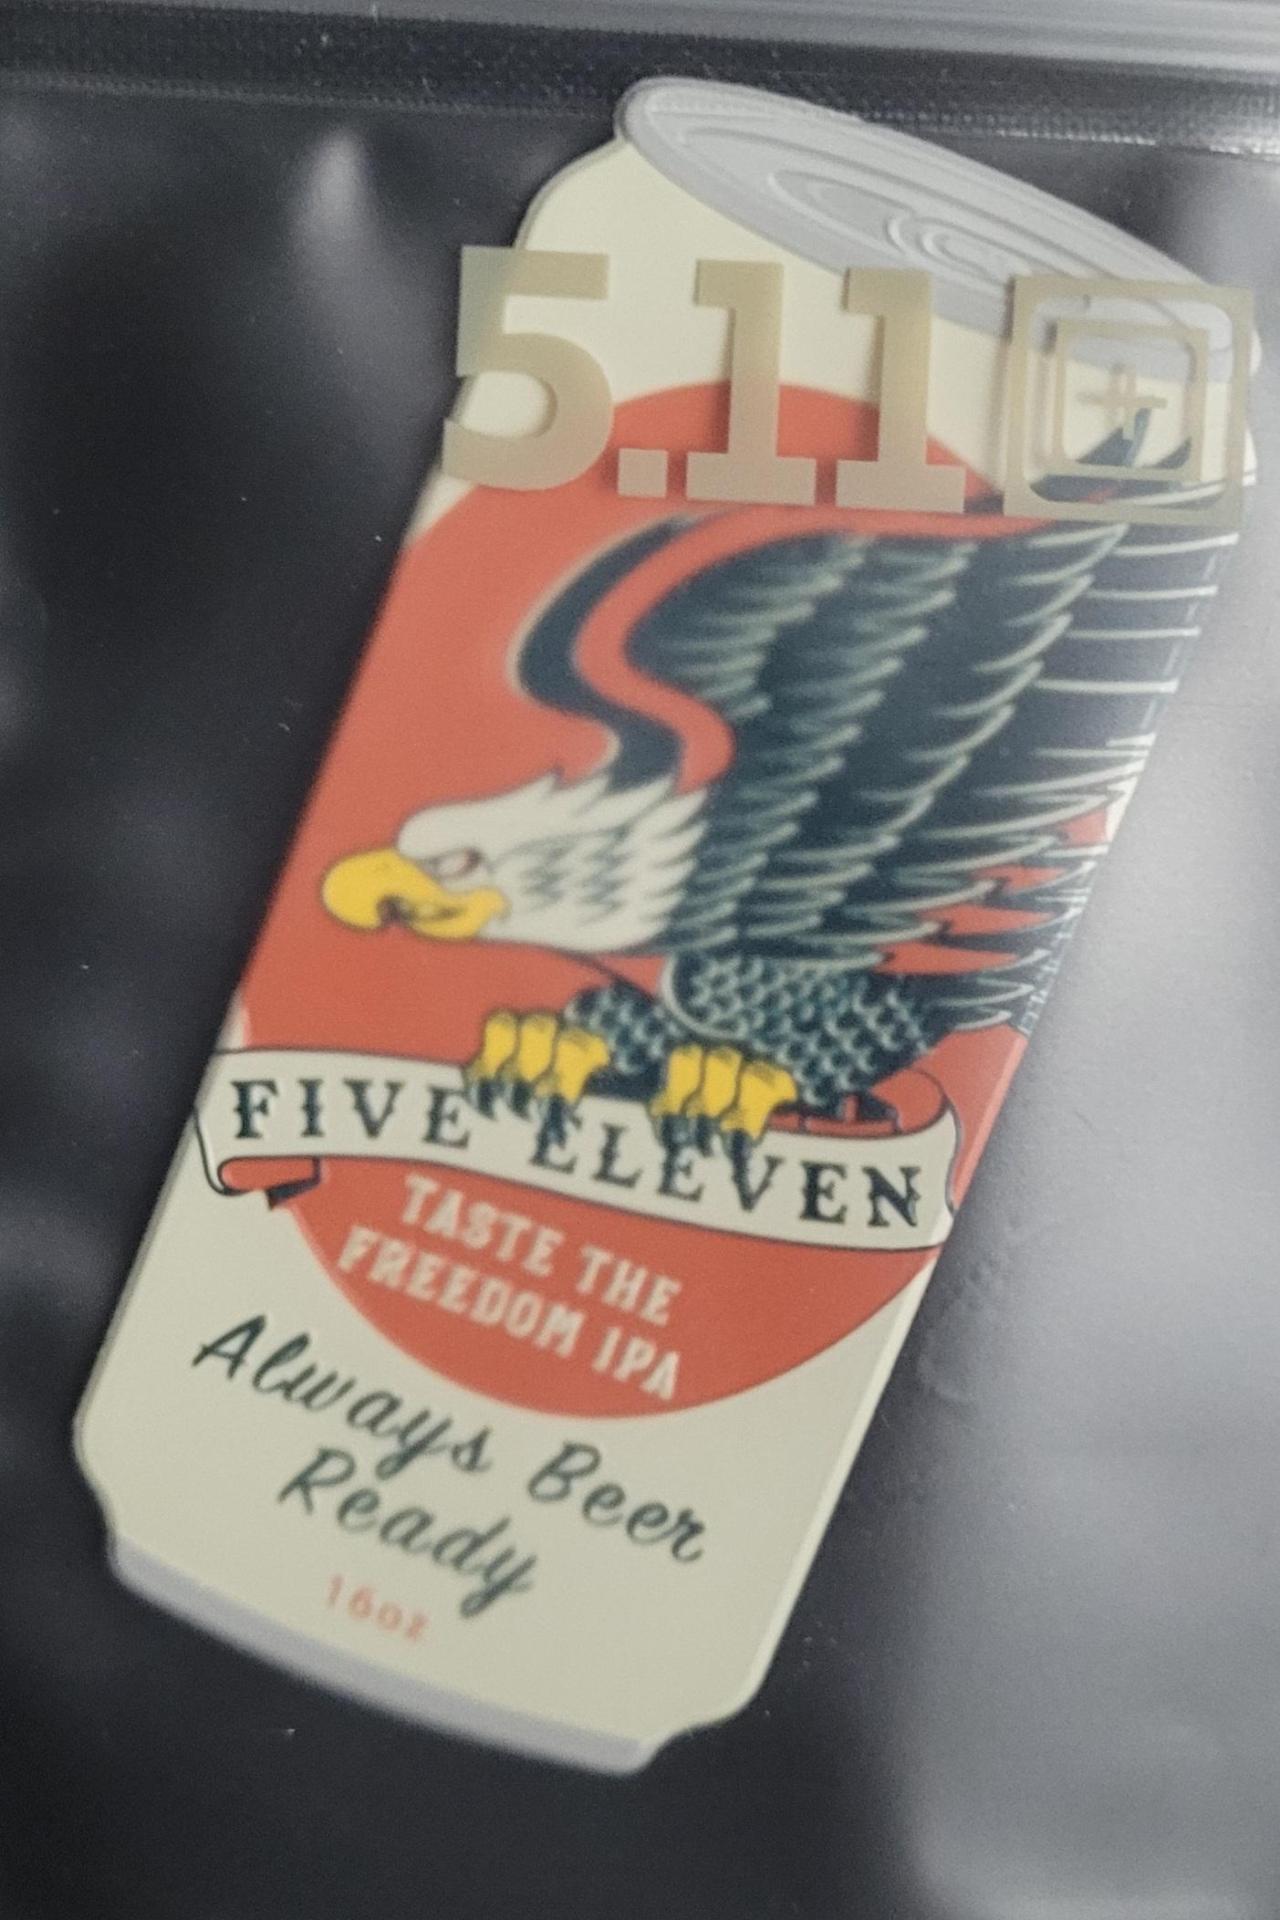 5.11
FIVE ELEVEN
TASTE THE
FREEDOM IPA
Always Beer
Ready
16oz